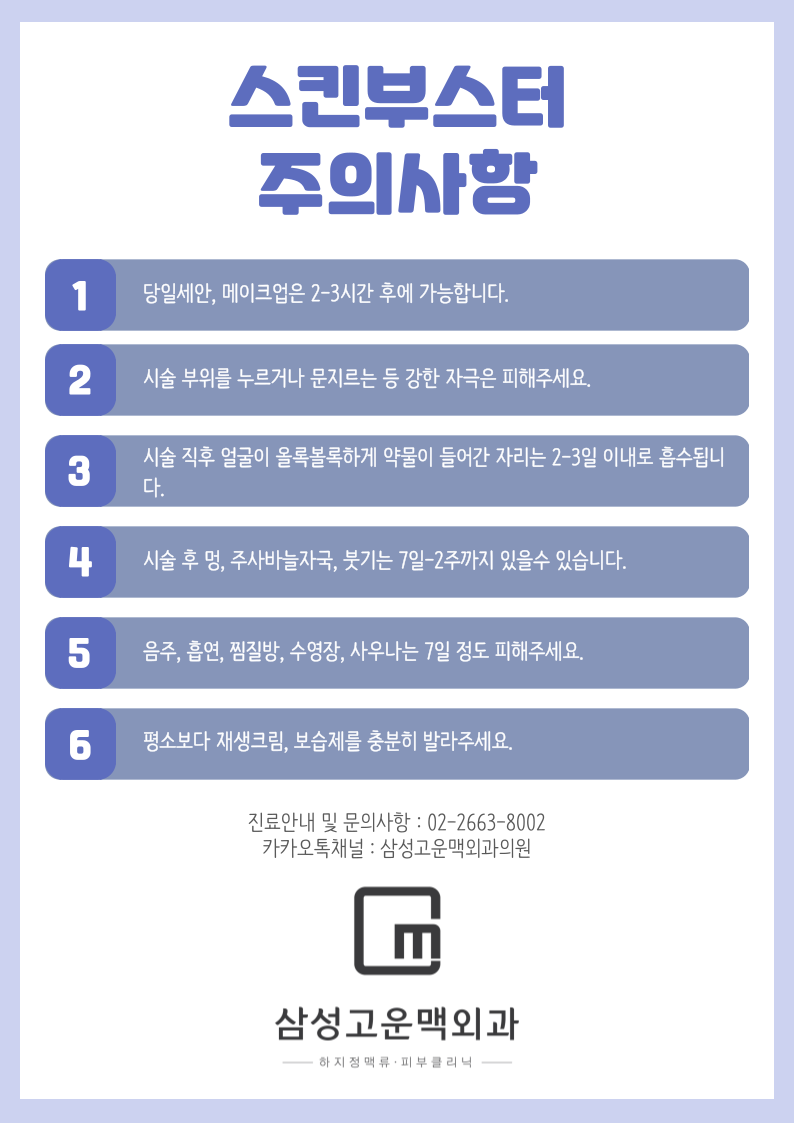 스킨부스터
주의사항
1 당일세안, 메이크업은 2-3시간 후에 가능합니다.
2 시술 부위를 누르거나 문지르는 등 강한 자극은 피해주세요.
3 시술 직후 얼굴이 올록볼록하게 약물이 들어간 자리는 2-3일 이내로 흡수됩니
다.
4 시술 후 멍, 주사바늘자국, 붓기는 7일-2주까지 있을수 있습니다.
5 음주, 흡연, 찜질방, 수영장, 사우나는 7일 정도 피해주세요.
6 평소보다 재생크림, 보습제를 충분히 발라주세요.
진료안내 및 문의사항 : 02-2663-8002
카카오톡채널 : 삼성고운맥외과의원
m
삼성고운맥외과
하지정맥류·피부클리닉